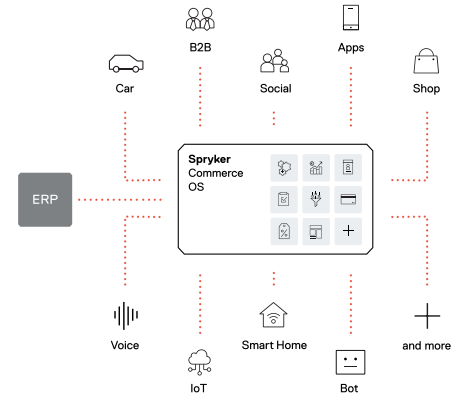 B2B
Apps
Car
Social
Shop
Spryker
Commerce
OS
ERP
Voice
Smart Home
and more
IoT
Bot